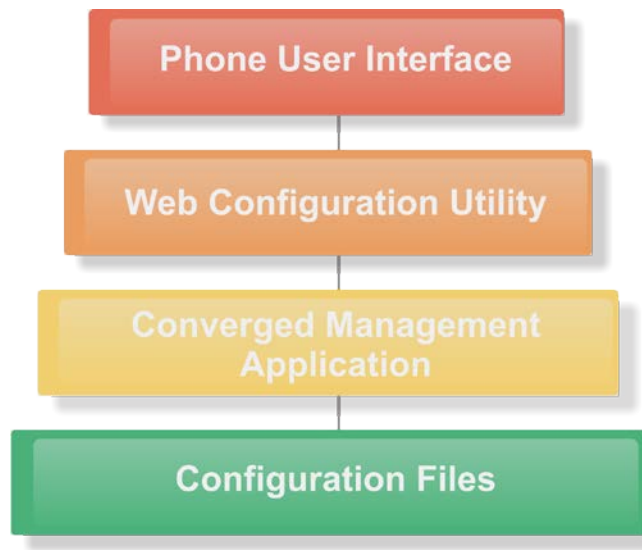 Phone User Interface
Web Configuration Utility
Converged Management
Application
Configuration Files